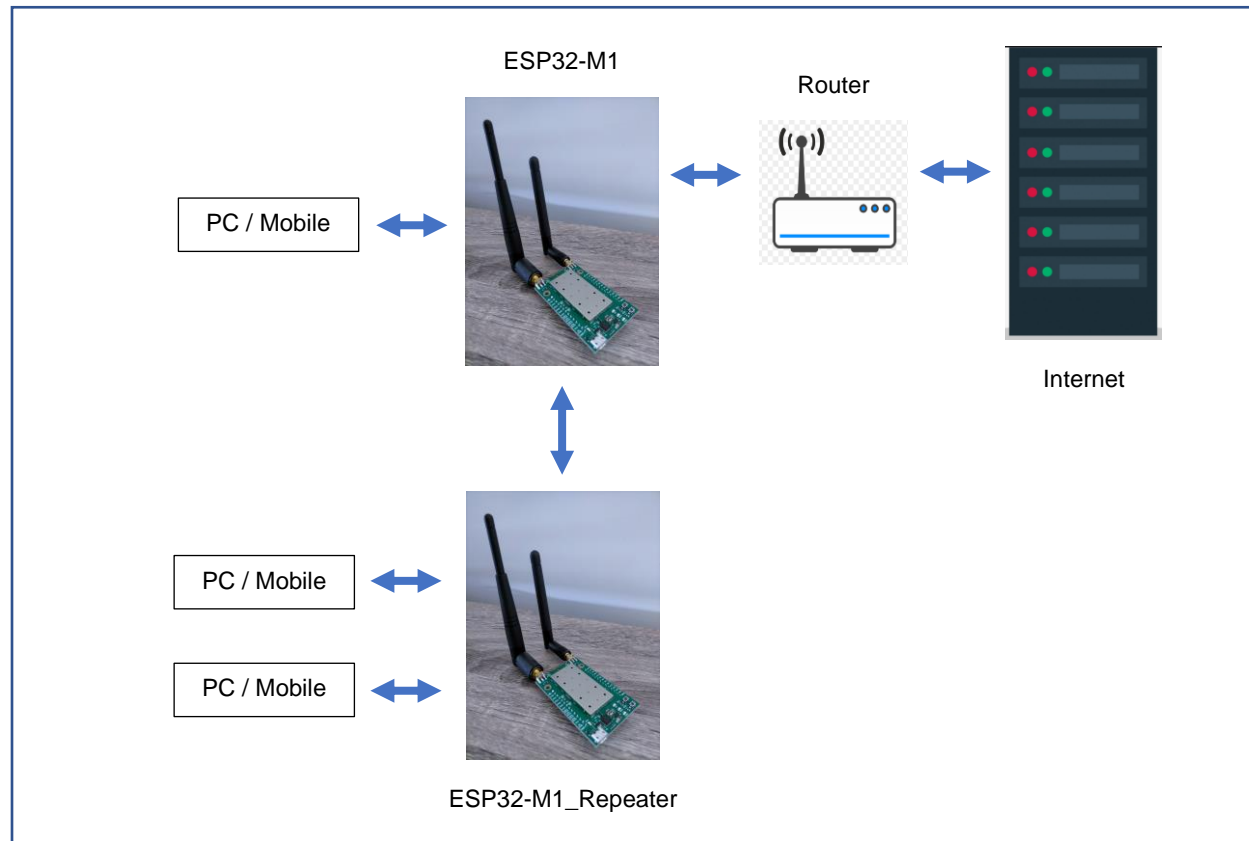 ESP32-M1
Router
PC / Mobile
Internet
PC / Mobile
PC / Mobile
ESP32-M1_Repeater